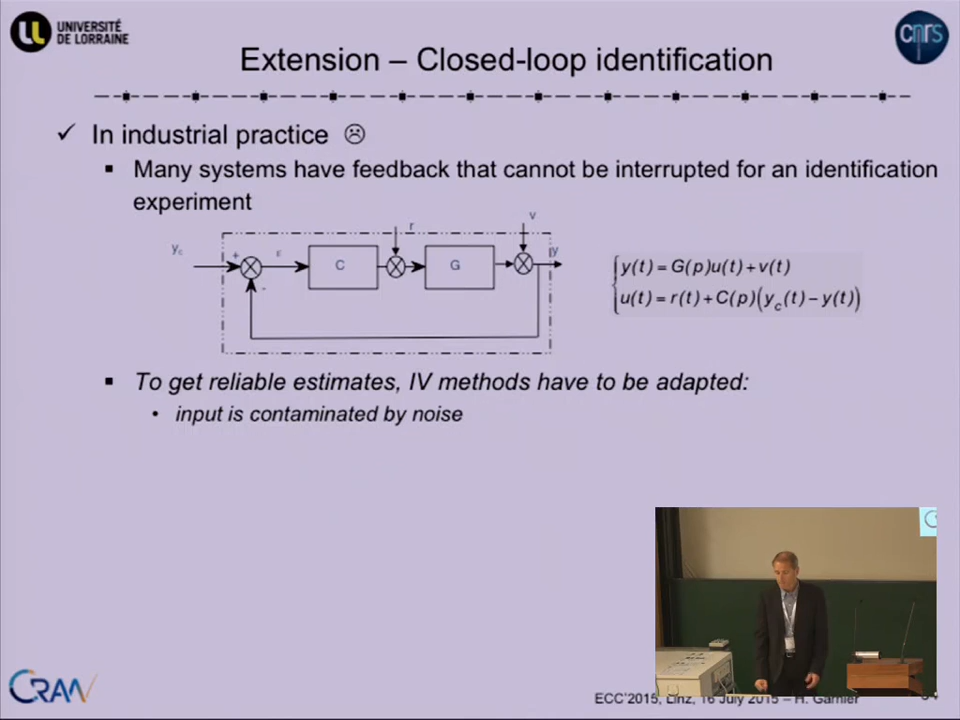 UNIVERSITÉ
DE LORRAINE
cnrs
Extension – Closed-loop identification
✓ In industrial practice ☹
▪ Many systems have feedback that cannot be interrupted for an identification
experiment
y_c + ε C r G v y
-
y(t) = G(p)u(t) + v(t)
u(t) = r(t) + C(p)(y_c(t) – y(t))
▪ To get reliable estimates, IV methods have to be adapted:
• input is contaminated by noise
CRAN
ECC'2015, Linz, 16 July 2015 – H. Garnier